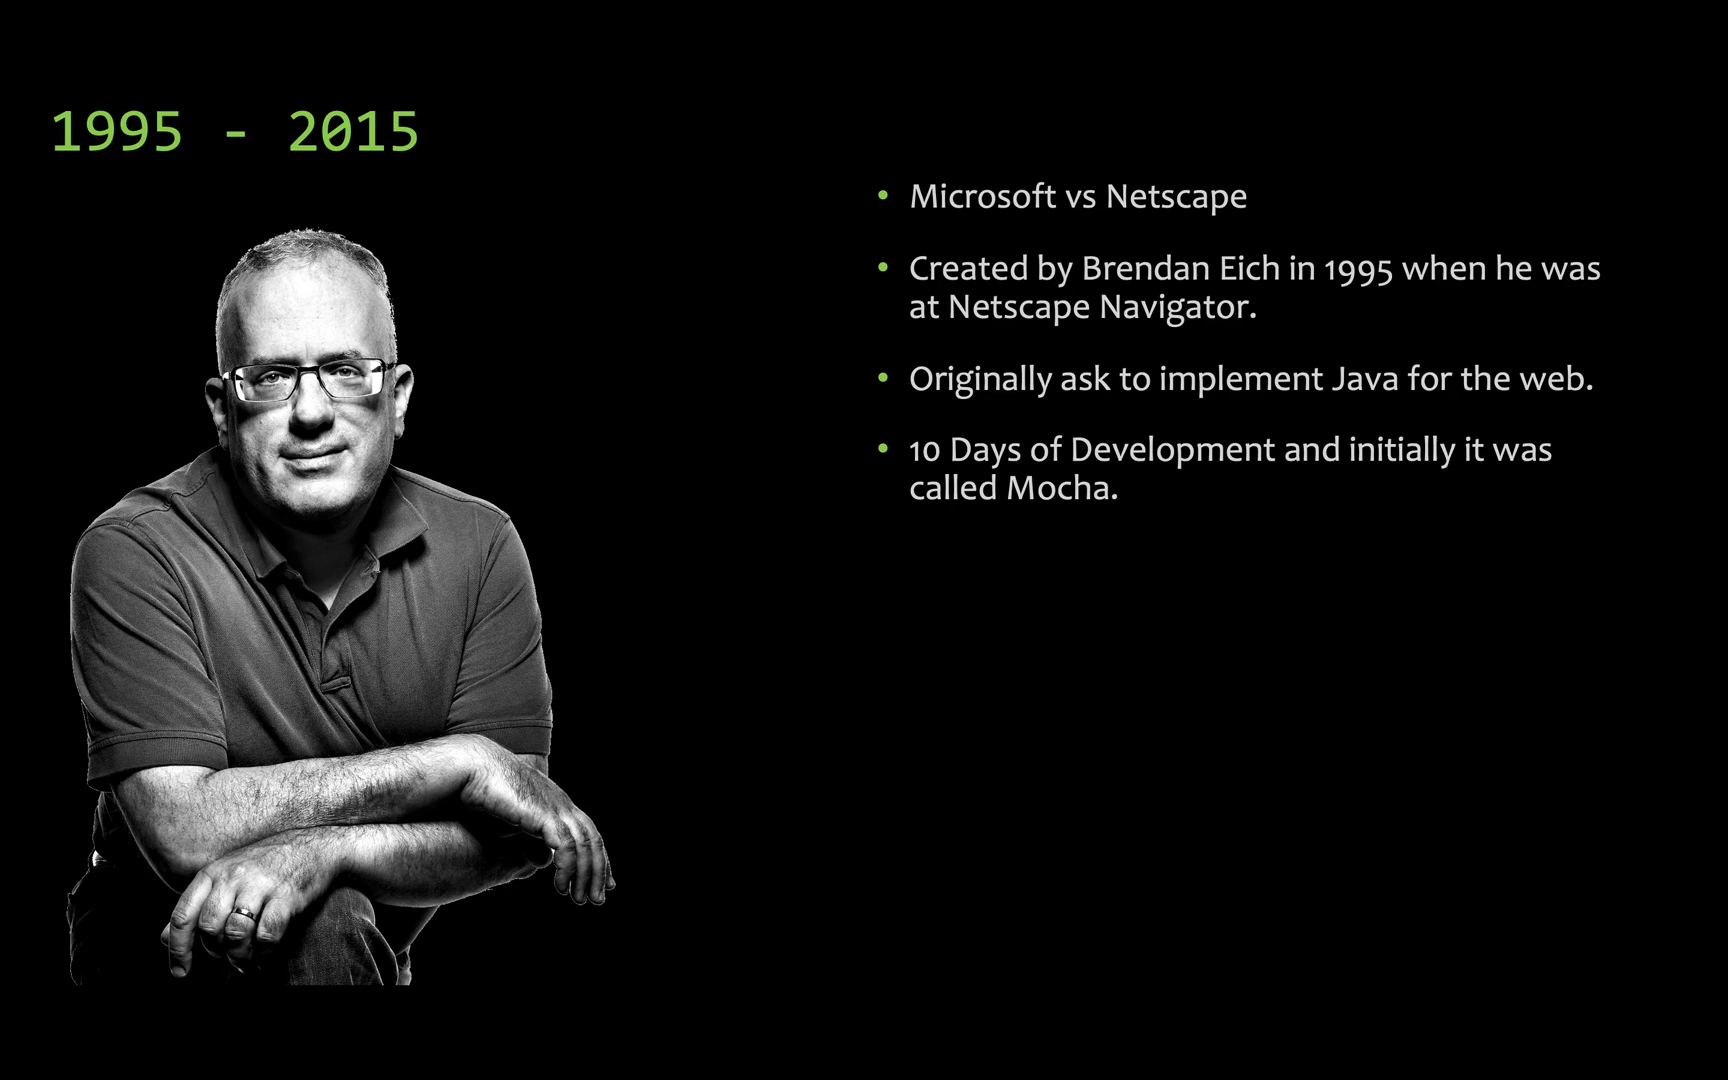 1995 - 2015
• Microsoft vs Netscape
• Created by Brendan Eich in 1995 when he was
at Netscape Navigator.
• Originally ask to implement Java for the web.
• 10 Days of Development and initially it was
called Mocha.